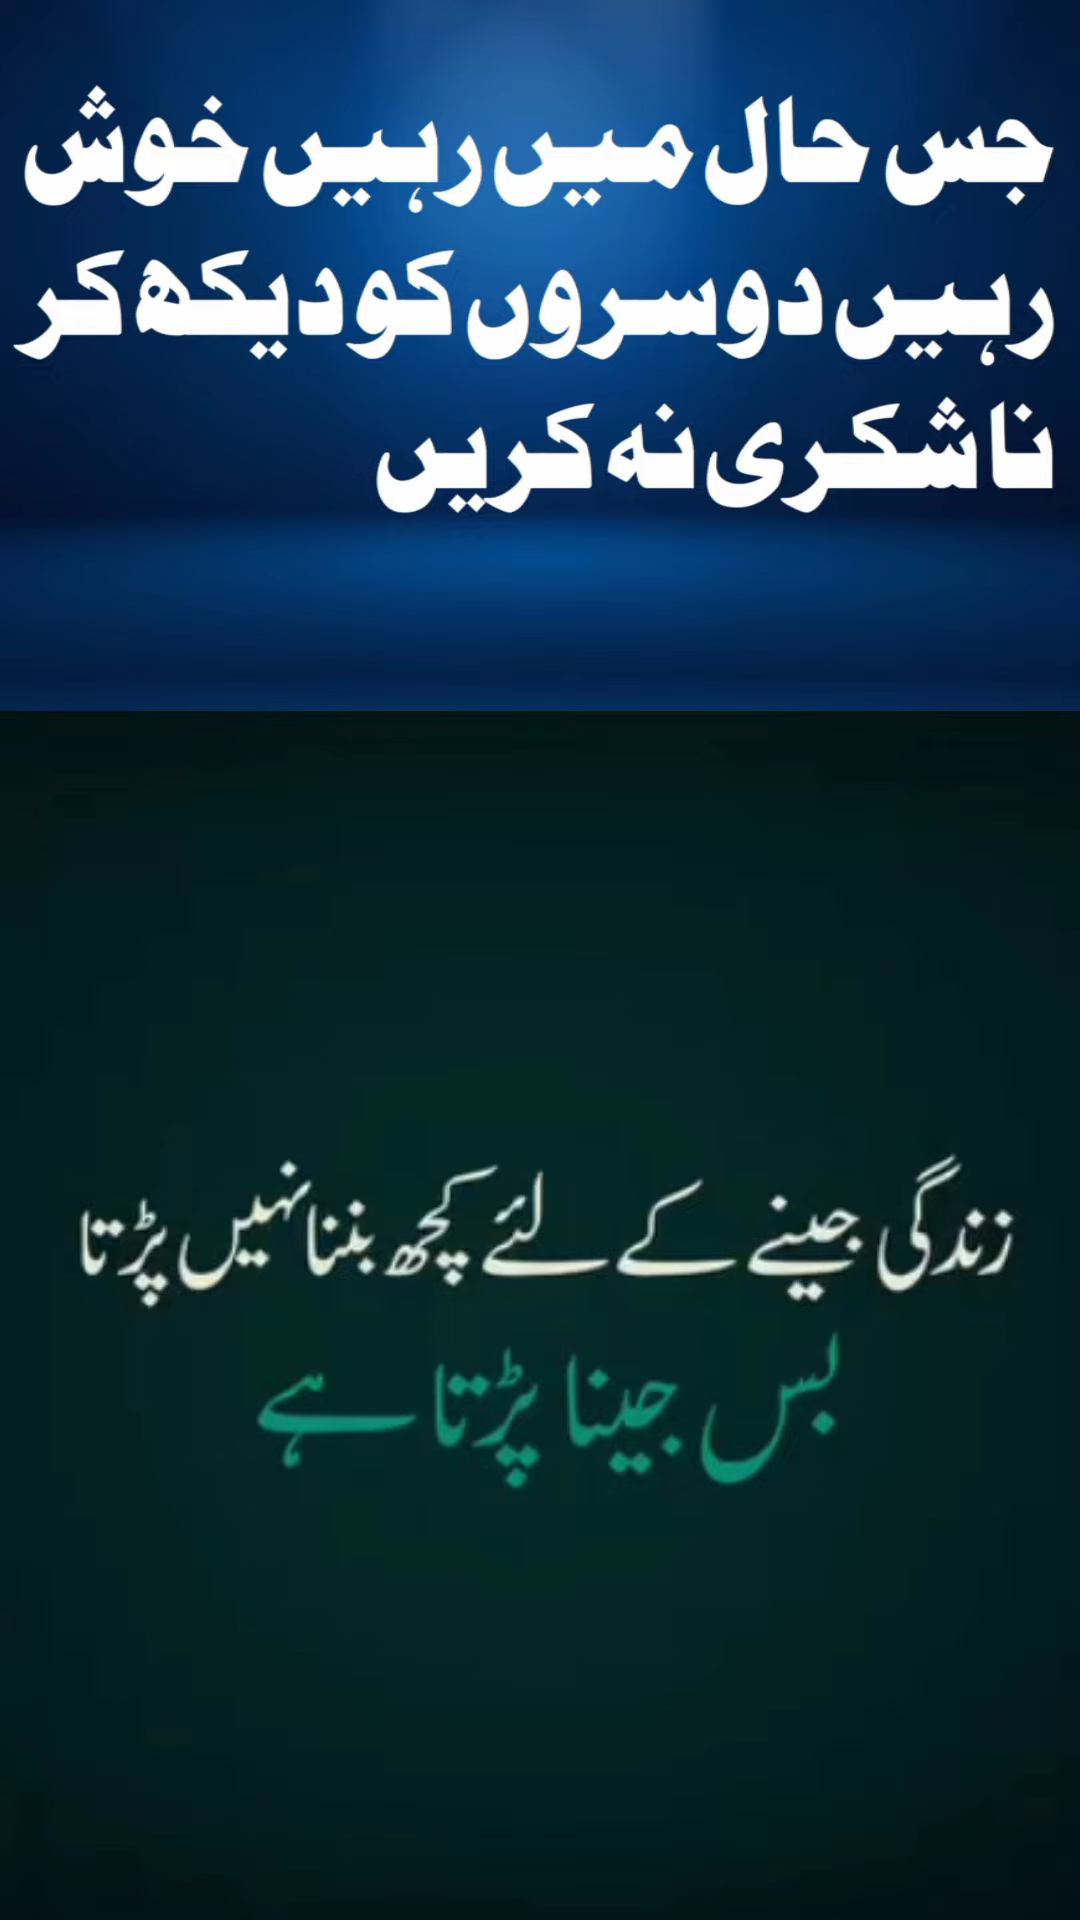 جس حال میں رہیں خوش
رہیں دوسروں کو دیکھ کر
ناشکری نہ کریں
زندگی جینے کے لئے کچھ بننا نہیں پڑتا
بس جینا پڑتا ہے